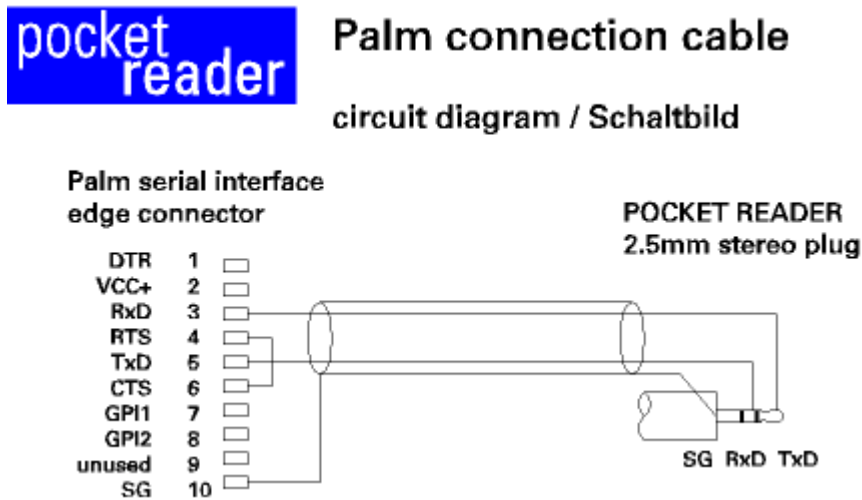 pocket
reader
Palm connection cable
circuit diagram / Schaltbild
Palm serial interface
edge connector
POCKET READER
2.5mm stereo plug
DTR 1
VCC+ 2
RxD 3
RTS 4
TxD 5
CTS 6
GPI1 7
GPI2 8
unused 9
SG 10
SG RxD TxD